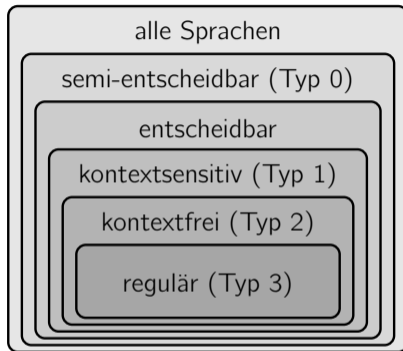 alle Sprachen
semi-entscheidbar (Typ 0)
entscheidbar
kontextsensitiv (Typ 1)
kontextfrei (Typ 2)
regulär (Typ 3)